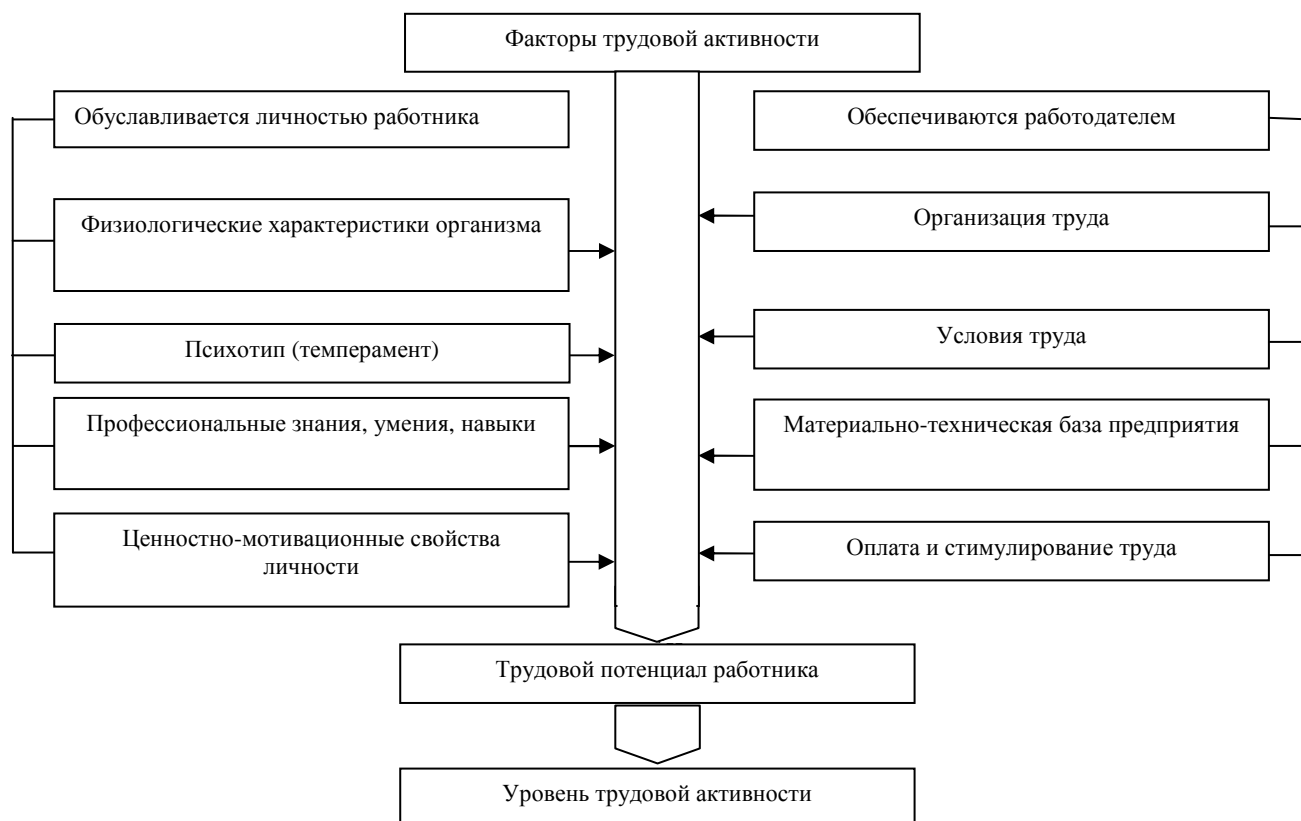 Факторы трудовой активности
Обуславливается личностью работника
Обеспечиваются работодателем
Физиологические характеристики организма
Организация труда
Психотип (темперамент)
Условия труда
Профессиональные знания, умения, навыки
Материально-техническая база предприятия
Ценностно-мотивационные свойства
личности
Оплата и стимулирование труда
Трудовой потенциал работника
Уровень трудовой активности